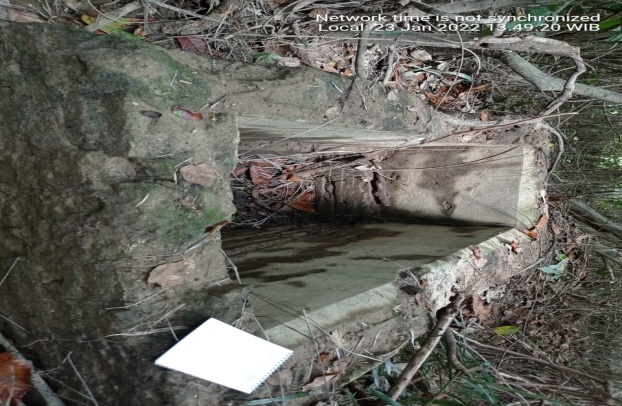 Network time is not synchronized
Local 23 Jan 2022 13.49.20 WIB